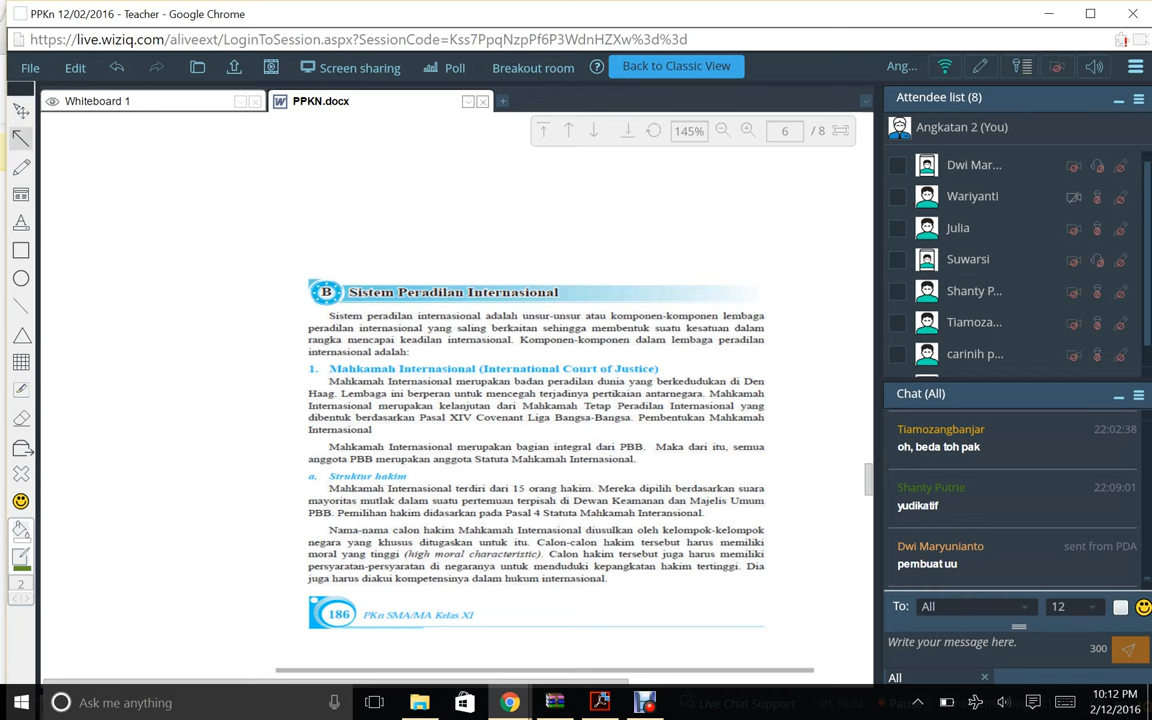 PPKn 12/02/2016 - Teacher - Google Chrome
https://live.wiziq.com/aliveext/LoginToSession.aspx?SessionCode=Kss7PpqNzpPf6P3WdnHZXw%3d%3d
File Edit Screen sharing Poll Breakout room Back to Classic View Ang...
Whiteboard 1
PPKN.docx
145% 6 / 8
B Sistem Peradilan Internasional
Sistem peradilan internasional adalah unsur-unsur atau komponen-komponen lembaga
peradilan internasional yang saling berkaitan sehingga membentuk suatu kesatuan dalam
rangka mencapai keadilan internasional. Komponen-komponen dalam lembaga peradilan
internasional adalah:
1. Mahkamah Internasional (International Court of Justice)
Mahkamah Internasional merupakan badan peradilan dunia yang berkedudukan di Den
Haag. Lembaga ini berperan untuk mencegah terjadinya pertikaian antarnegara. Mahkamah
Internasional merupakan kelanjutan dari Mahkamah Tetap Peradilan Internasional yang
dibentuk berdasarkan Pasal XIV Covenant Liga Bangsa-Bangsa. Pembentukan Mahkamah
Internasional
Mahkamah Internasional merupakan bagian integral dari PBB. Maka dari itu, semua
anggota PBB merupakan anggota Statuta Mahkamah Internasional.
a. Struktur hakim
Mahkamah Internasional terdiri dari 15 orang hakim. Mereka dipilih berdasarkan suara
mayoritas mutlak dalam suatu pertemuan terpisah di Dewan Keamanan dan Majelis Umum
PBB. Pemilihan hakim didasarkan pada Pasal 4 Statuta Mahkamah Interansional.
Nama-nama calon hakim Mahkamah Internasional diusulkan oleh kelompok-kelompok
negara yang khusus ditugaskan untuk itu. Calon-calon hakim tersebut harus memiliki
moral yang tinggi (high moral characteristic). Calon hakim tersebut juga harus memiliki
persyaratan-persyaratan di negaranya untuk menduduki kepangkatan hakim tertinggi. Dia
juga harus diakui kompetensinya dalam hukum internasional.
186 PKn SMA/MA Kelas XI
2
Attendee list (8)
Angkatan 2 (You)
Dwi Mar...
Wariyanti
Julia
Suwarsi
Shanty P...
Tiamoza...
carinih p...
Chat (All)
Tiamozangbanjar 22:02:38
oh, beda toh pak
Shanty Putrie 22:09:01
yudikatif
Dwi Maryunianto sent from PDA
pembuat uu
To: All 12
Write your message here. 300
All
Live Chat Support
Ask me anything
10:12 PM
2/12/2016